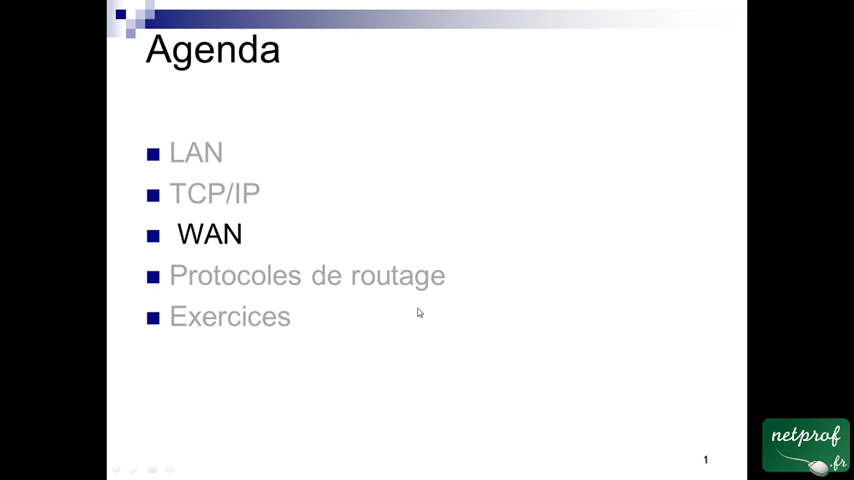 Agenda
LAN
TCP/IP
WAN
Protocoles de routage
Exercices
1
netprof
.fr